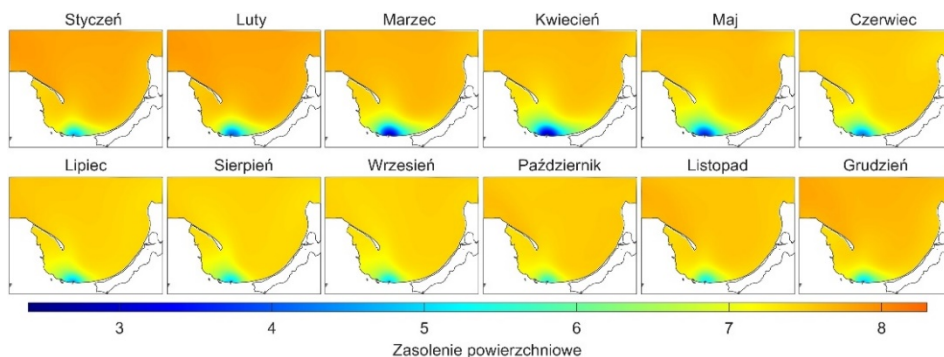 Styczeń Luty Marzec Kwiecień Maj Czerwiec
Lipiec Sierpień Wrzesień Październik Listopad Grudzień
3 4 5 6 7 8
Zasolenie powierzchniowe